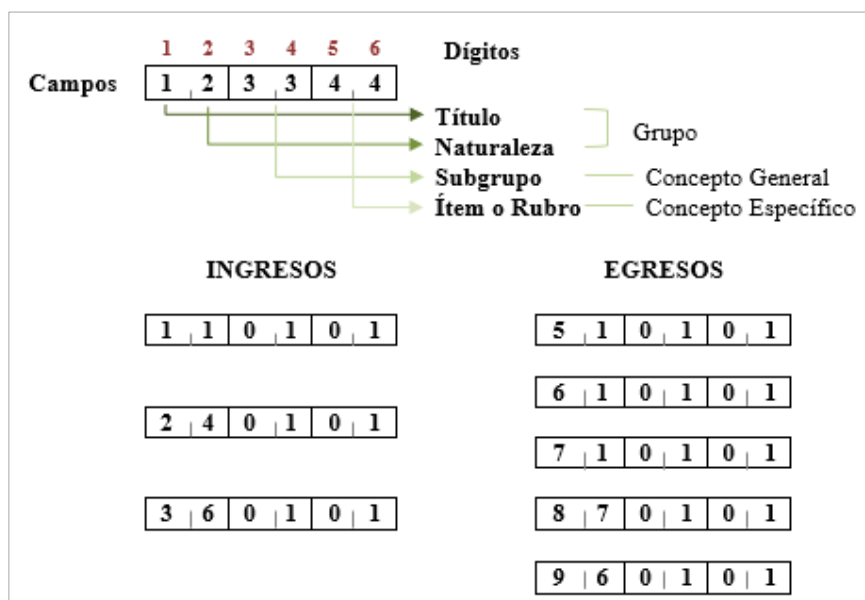 1 2 3 4 5 6 Dígitos
Campos 1 2 3 3 4 4
Título
Grupo
Naturaleza
Subgrupo Concepto General
Ítem o Rubro Concepto Específico
INGRESOS EGRESOS
1 1 0 1 0 1 5 1 0 1 0 1
6 1 0 1 0 1
2 4 0 1 0 1
7 1 0 1 0 1
3 6 0 1 0 1 8 7 0 1 0 1
9 6 0 1 0 1